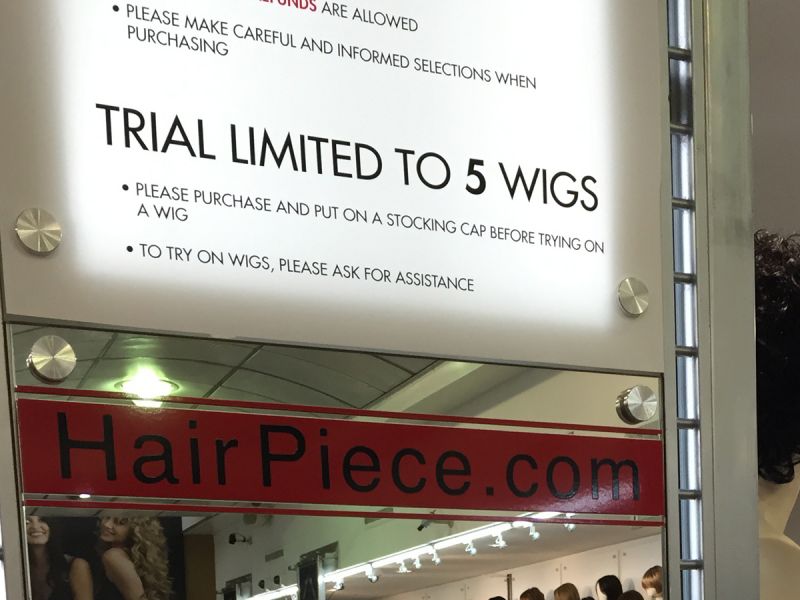 ARE ALLOWED
• PLEASE MAKE CAREFUL AND INFORMED SELECTIONS WHEN
PURCHASING
TRIAL LIMITED TO 5 WIGS
• PLEASE PURCHASE AND PUT ON A STOCKING CAP BEFORE TRYING ON
A WIG
• TO TRY ON WIGS, PLEASE ASK FOR ASSISTANCE
HairPiece.com